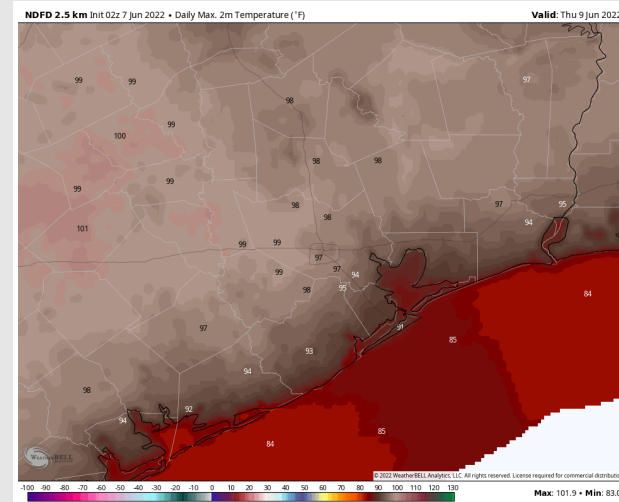 NDFD 2.5 km Init 02z 7 Jun 2022 • Daily Max. 2m Temperature (°F)
Valid: Thu 9 Jun 2022
99 99 97
98
99
100
98 98
99 99
98 97 95
98 94
101
99 99
97
99 97 94
98 95
84
97 91
85
93
94
98
92
94
85
84
WeatherBELL
© 2022 WeatherBELL Analytics, LLC. All rights reserved. License required for commercial distributio
-100 -90 -80 -70 -60 -50 -40 -30 -20 -10 0 10 20 30 40 50 60 70 80 90 100 110 120 130
Max: 101.9 • Min: 83.0